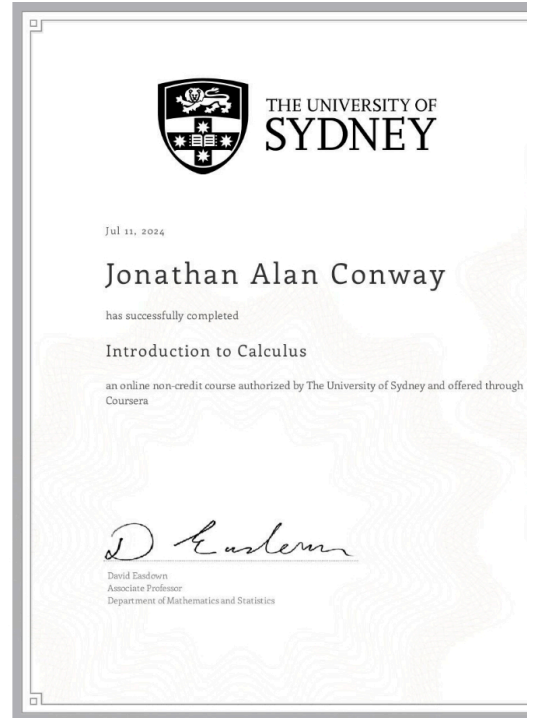 THE UNIVERSITY OF
SYDNEY
Jul 11, 2024
Jonathan Alan Conway
has successfully completed
Introduction to Calculus
an online non-credit course authorized by The University of Sydney and offered through
Coursera
D Easdown
David Easdown
Associate Professor
Department of Mathematics and Statistics